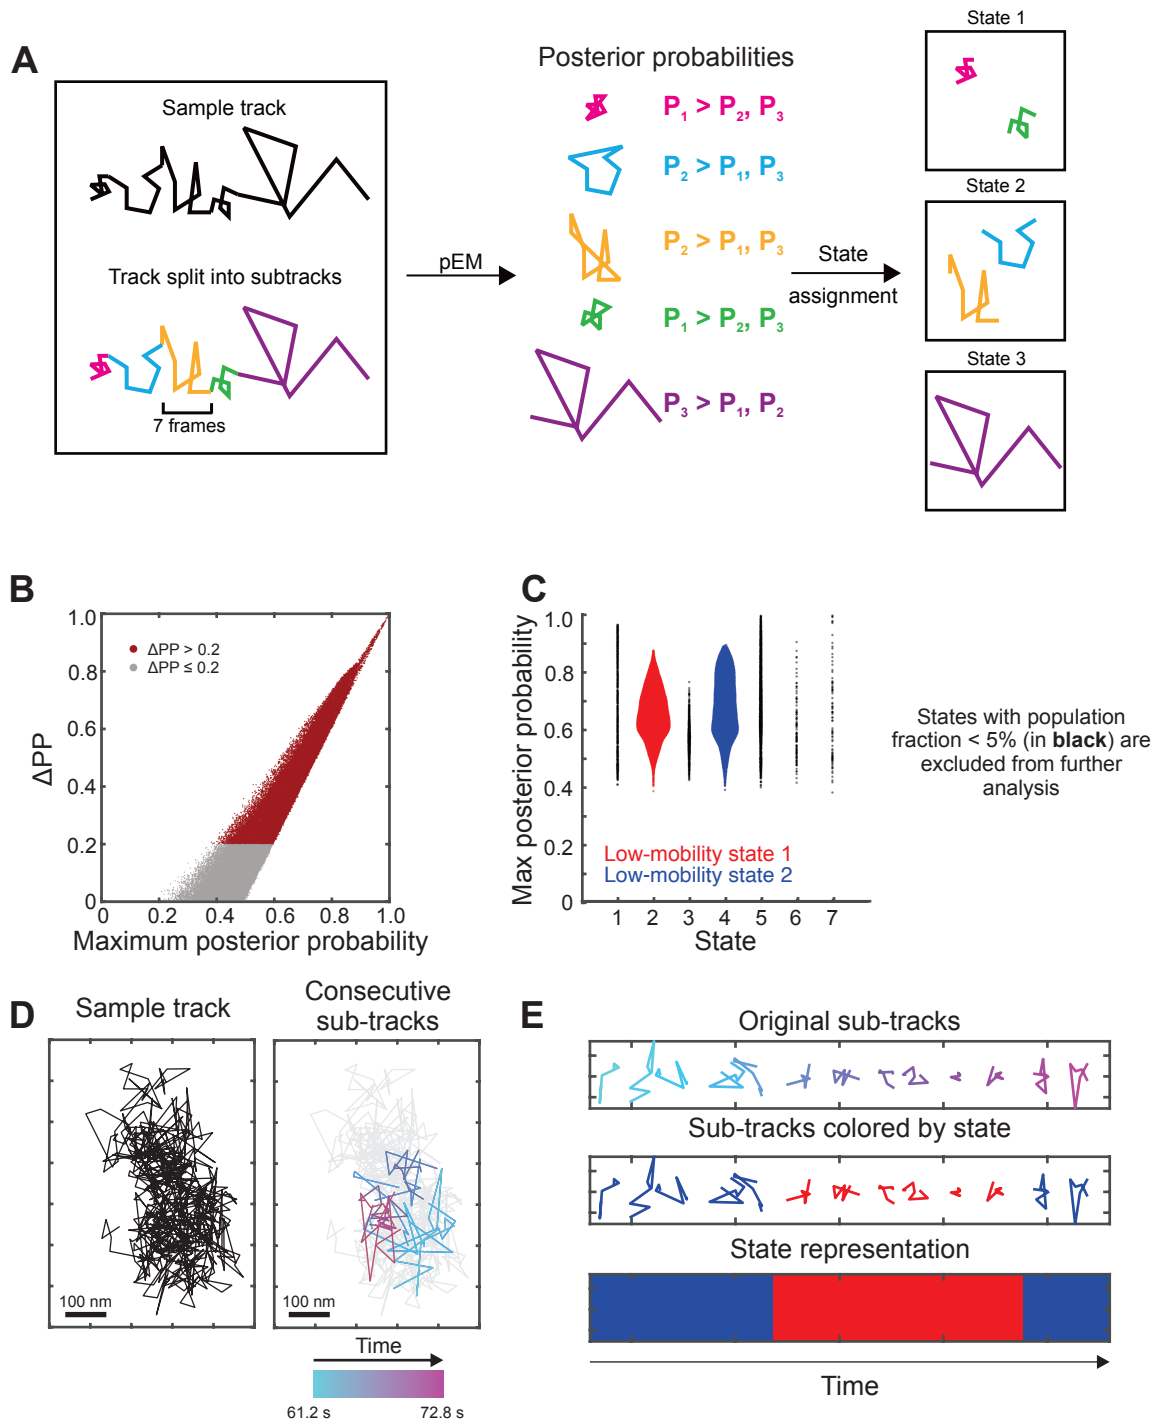 A
Sample track
Track split into subtracks
7 frames
pEM
Posterior probabilities
P1 > P2, P3
P2 > P1, P3
P2 > P1, P3
P1 > P2, P3
P3 > P1, P2
State
assignment
State 1
State 2
State 3
B
ΔPP
1.0
0.8
0.6
0.4
0.2
0
ΔPP > 0.2
ΔPP ≤ 0.2
0 0.2 0.4 0.6 0.8 1.0
Maximum posterior probability
C
Max posterior probability
1.0
0.8
0.6
0.4
0.2
0
Low-mobility state 1
Low-mobility state 2
1 2 3 4 5 6 7
State
States with population
fraction < 5% (in black) are
excluded from further
analysis
D
Sample track
100 nm
Consecutive
sub-tracks
100 nm
Time
61.2 s 72.8 s
E
Original sub-tracks
Sub-tracks colored by state
State representation
Time